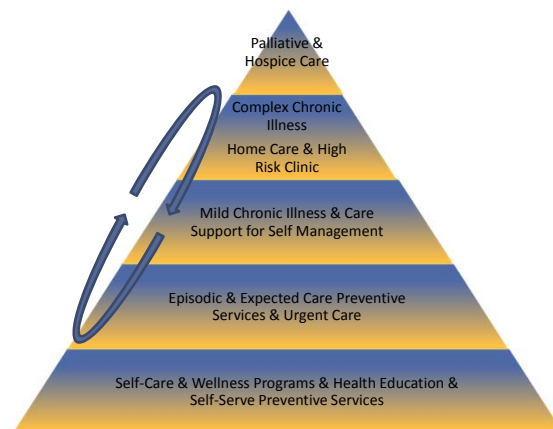 Palliative &
Hospice Care
Complex Chronic
Illness
Home Care & High
Risk Clinic
Mild Chronic Illness & Care
Support for Self Management
Episodic & Expected Care Preventive
Services & Urgent Care
Self-Care & Wellness Programs & Health Education &
Self-Serve Preventive Services